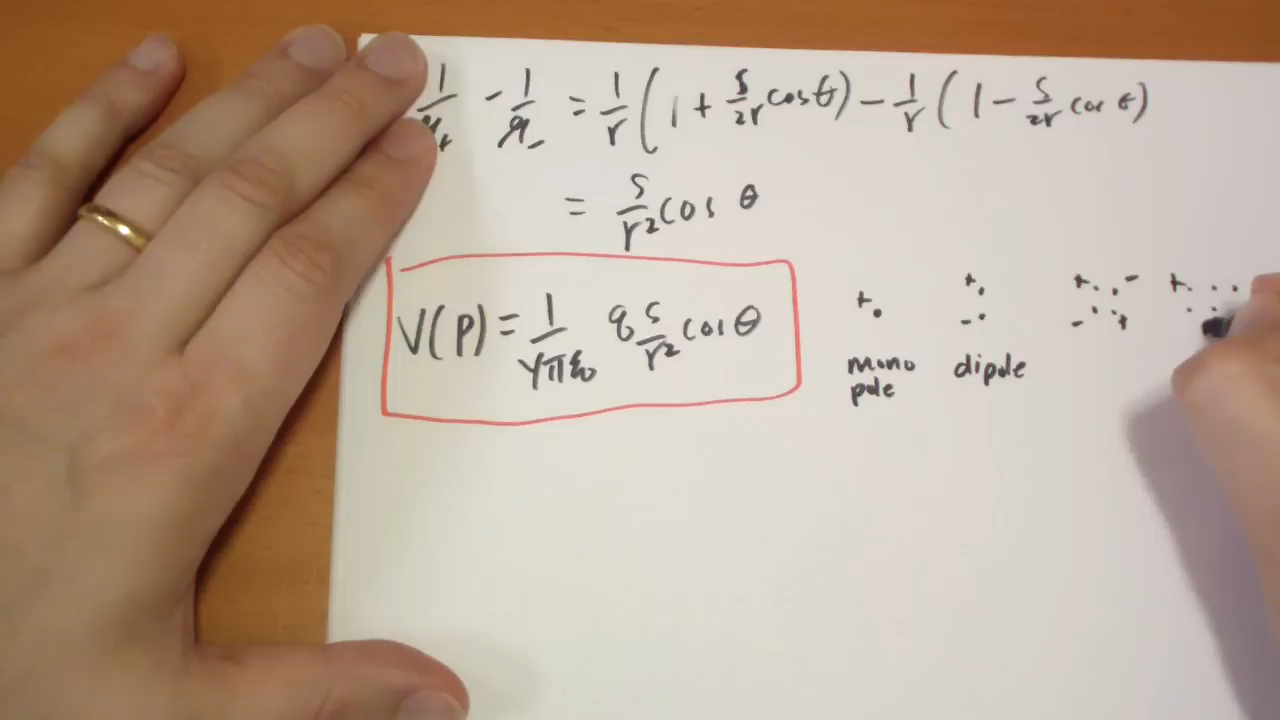 1/𝓇₊ − 1/𝓇₋ = 1/r (1 + s/2r cos θ) − 1/r (1 − s/2r cos θ)
= s/r² cos θ
V(P) = 1/4πε₀ q s/r² cos θ
+ + − + − − + +
mono pole dipole